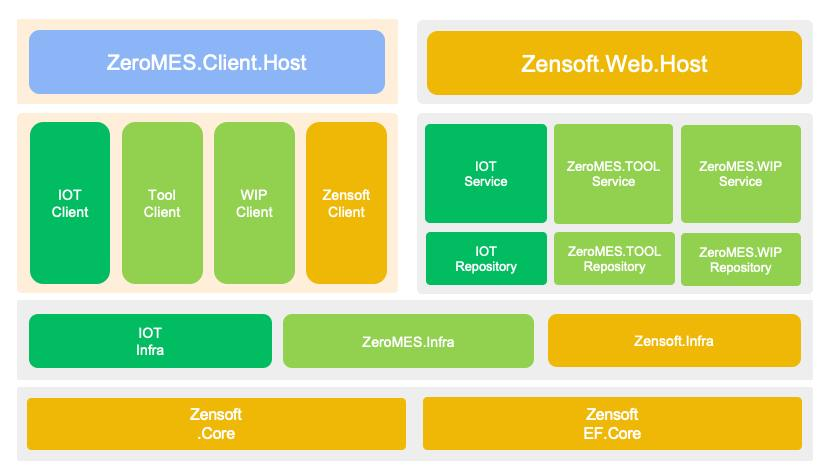 ZeroMES.Client.Host
Zensoft.Web.Host
IOT
Client
Tool
Client
WIP
Client
Zensoft
Client
IOT
Service
ZeroMES.TOOL
Service
ZeroMES.WIP
Service
IOT
Repository
ZeroMES.TOOL
Repository
ZeroMES.WIP
Repository
IOT
Infra
ZeroMES.Infra
Zensoft.Infra
Zensoft
.Core
Zensoft
EF.Core